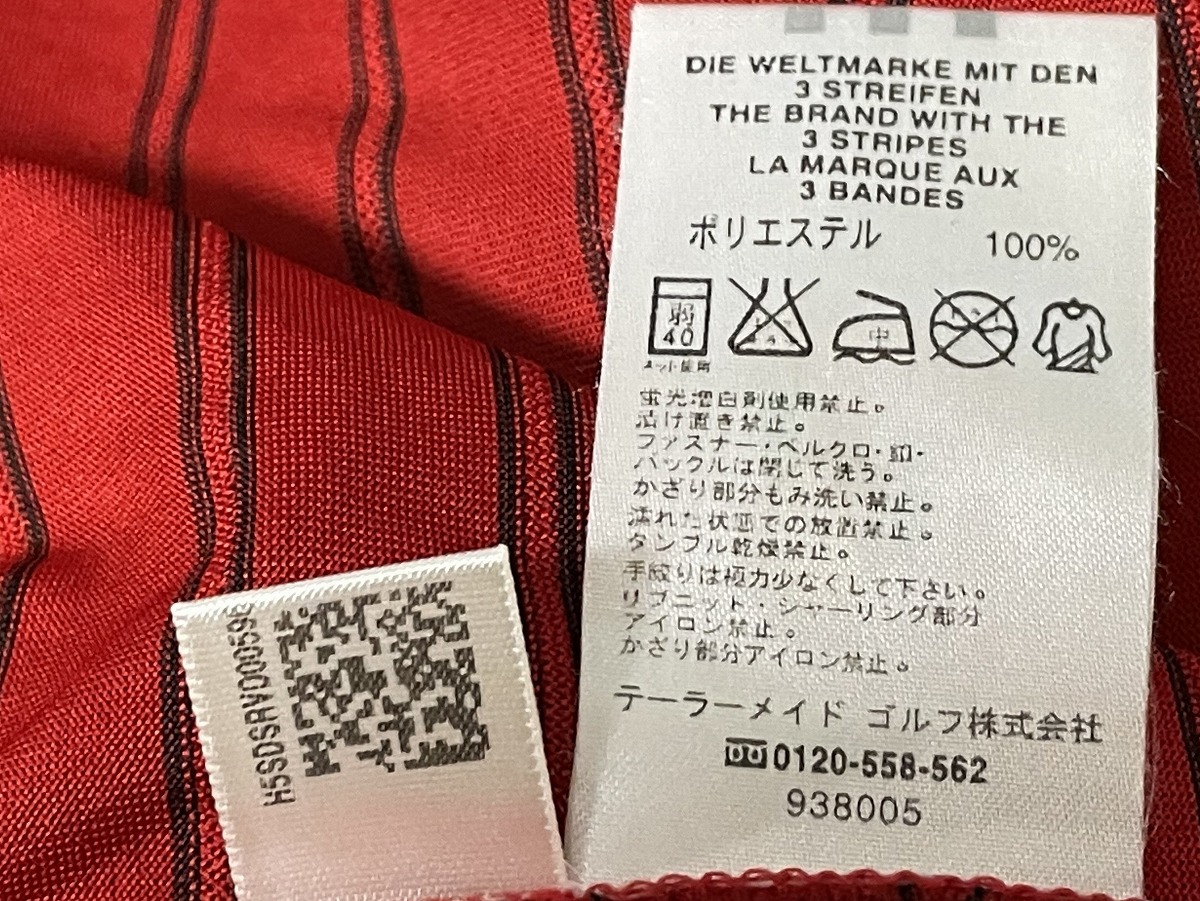 DIE WELTMARKE MIT DEN
3 STREIFEN
THE BRAND WITH THE
3 STRIPES
LA MARQUE AUX
3 BANDES
ポリエステル 100%
弱
40
中
ネット使用
蛍光増白剤使用禁止。
漬け置き禁止。
ファスナー・ベルクロ・釦・
バックルは閉じて洗う。
かざり部分もみ洗い禁止。
濡れた状態での放置禁止。
タンブル乾燥禁止。
手絞りは極力少なくして下さい。
リブニット・シャーリング部分
アイロン禁止。
かざり部分アイロン禁止。
テーラーメイド ゴルフ株式会社
0120-558-562
938005